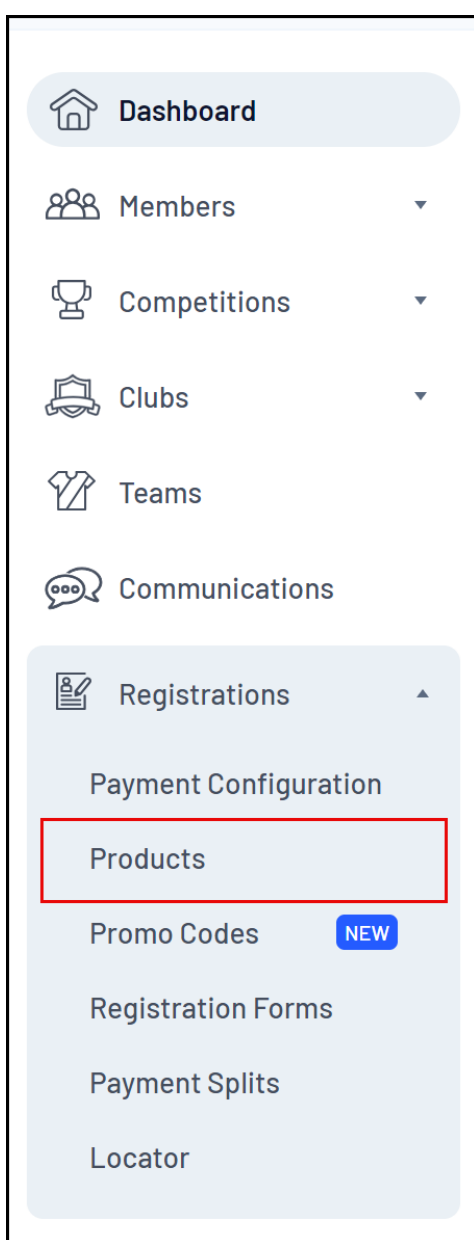 Dashboard
Members
Competitions
Clubs
Teams
Communications
Registrations
Payment Configuration
Products
Promo Codes NEW
Registration Forms
Payment Splits
Locator